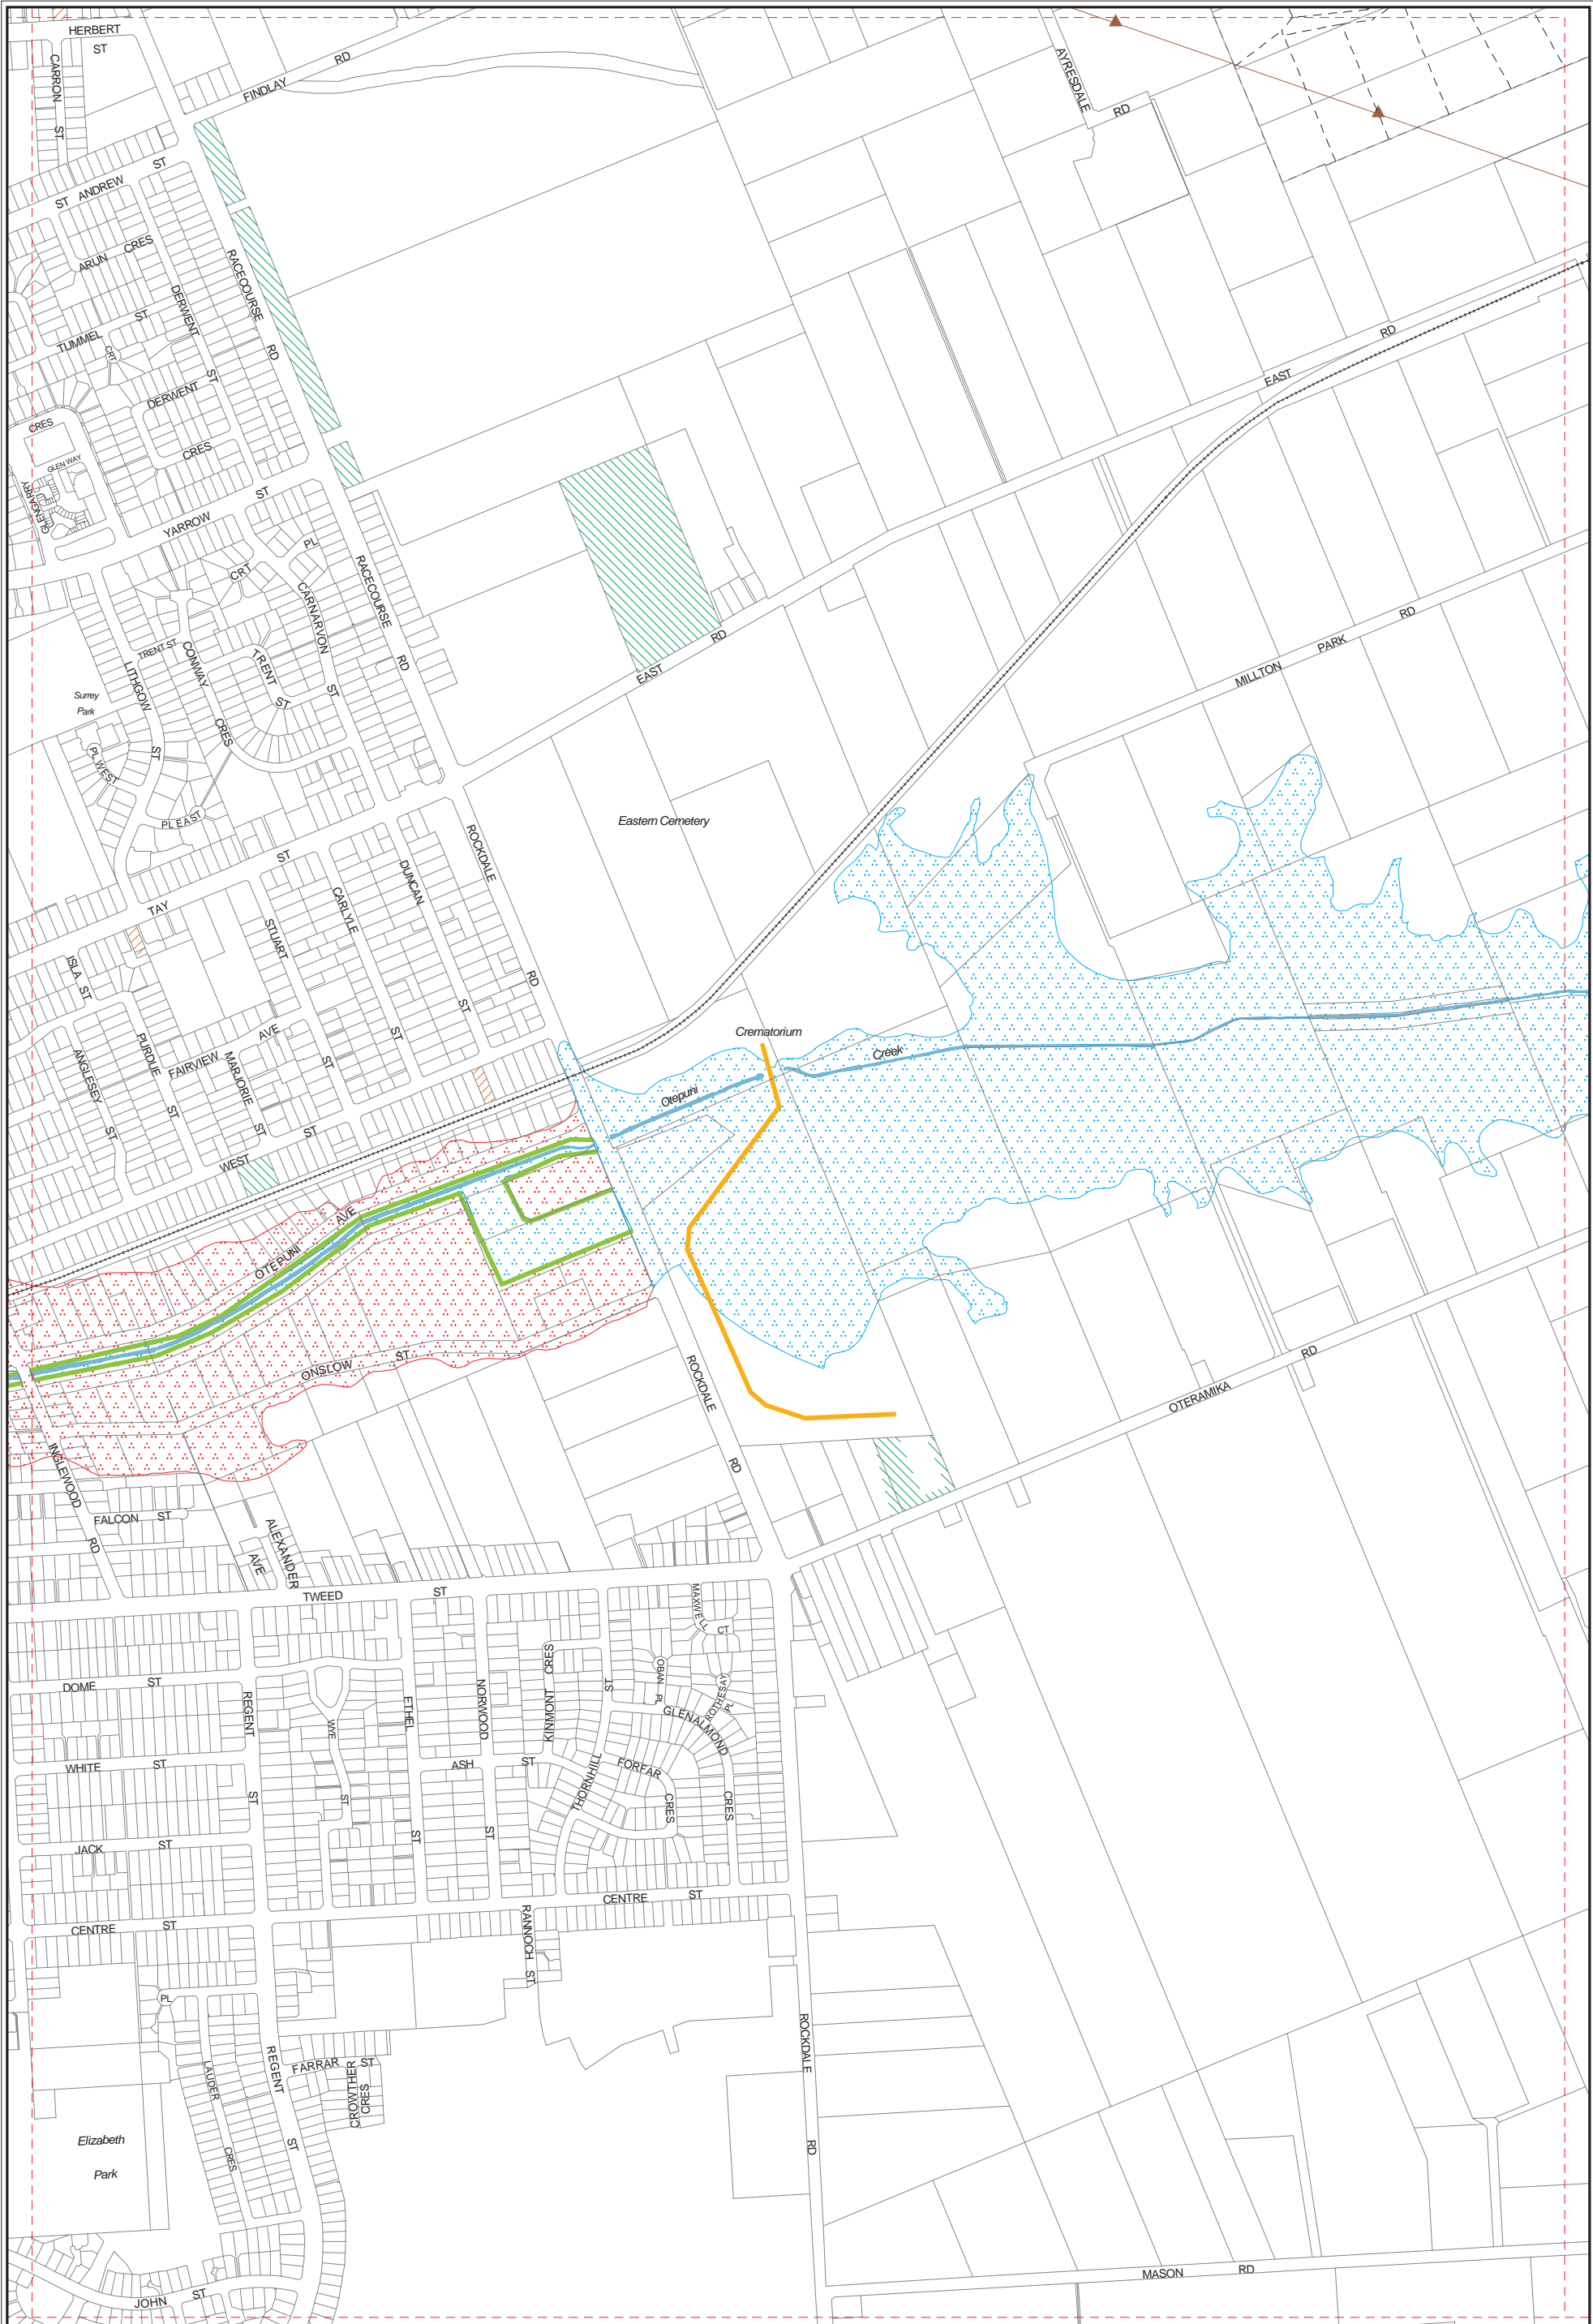 HERBERT
ST
CARRON
ST
FINDLAY
RD
AYRESDALE
RD
ST
ANDREW
ST
ARUN
CRES
RACECOURSE
RD
DERWENT
ST
TUMMEL
ST
CRT
DERWENT
CRES
CRES
GLEN WAY
GLENGARRY
YARROW
ST
EAST
RD
PL
CRT
CARNARVON
ST
RACECOURSE
RD
TRENT ST
CONWAY
CRES
TRENT
ST
LITHGOW
ST
Surrey
Park
PL WEST
PL EAST
EAST
RD
MILLTON
PARK
RD
Eastern Cemetery
TAY
ST
STUART
ST
CARLYLE
ST
DUNCAN
ST
ROCKDALE
RD
ISLA
ST
PURDUE
ST
ANGLESEY
ST
FAIRVIEW
AVE
MARJORIE
ST
WEST
ST
Crematorium
Otepuni
Creek
OTEPUNI
AVE
ONSLOW
ST
ROCKDALE
RD
OTERAMIKA
RD
INGLEWOOD
RD
FALCON
ST
ALEXANDER
AVE
TWEED
ST
MAXWELL
CT
DOME
ST
REGENT
ST
WYE
ST
ETHEL
ST
NORWOOD
ST
KINMONT
CRES
THORNHILL
ST
OBAN
PL
ROTHESAY
PL
GLENALMOND
CRES
FORFAR
CRES
WHITE
ST
ASH
ST
JACK
ST
CENTRE
ST
CENTRE
ST
RANNOCH
ST
PL
LAUDER
CRES
REGENT
ST
FARRAR
ST
CROWTHER
CRES
ROCKDALE
RD
Elizabeth
Park
JOHN
ST
MASON
RD